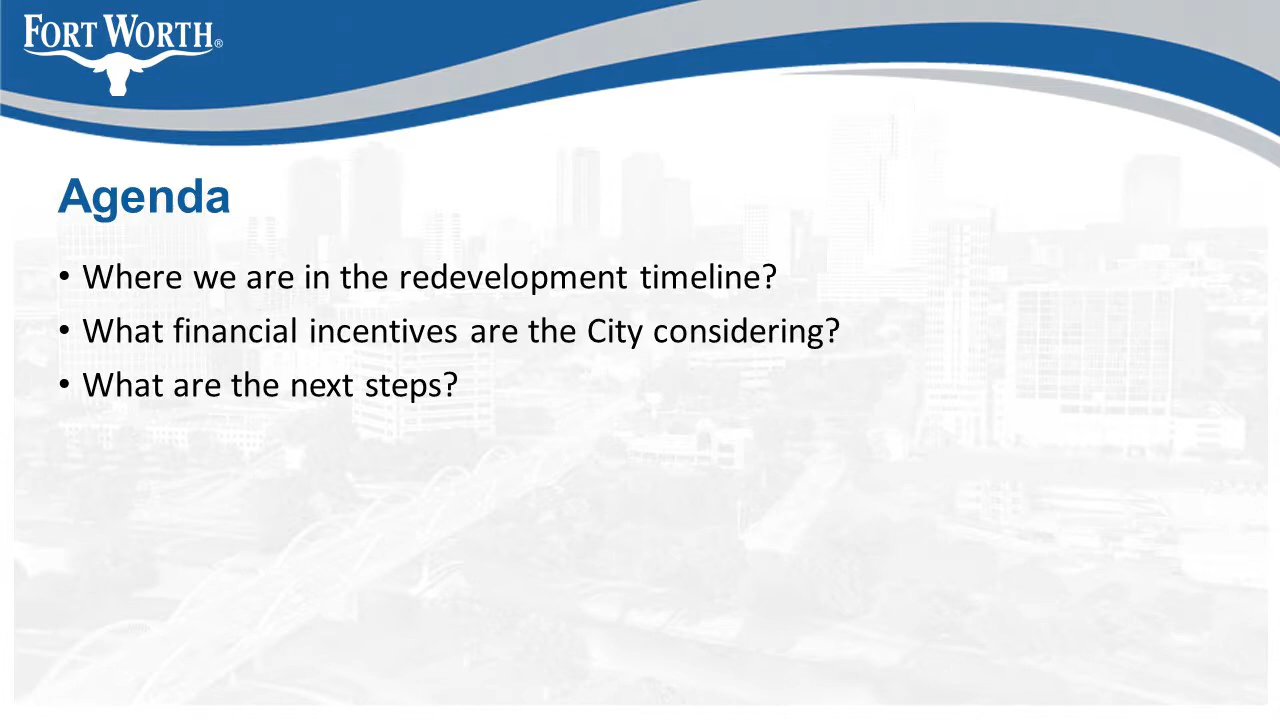 FORT WORTH®
Agenda
• Where we are in the redevelopment timeline?
• What financial incentives are the City considering?
• What are the next steps?